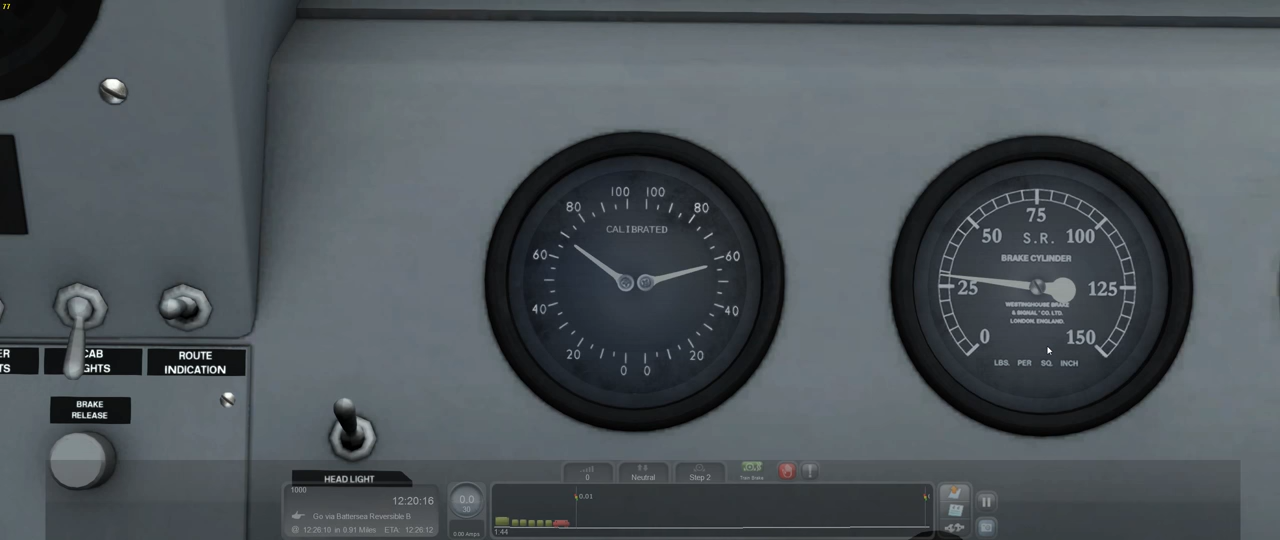 77
100 100
80 80
CALIBRATED
60 60
40 40
20 20
0 0
75
50 S.R. 100
BRAKE CYLINDER
25 125
WESTINGHOUSE BRAKE
& SIGNAL CO. LTD.
LONDON. ENGLAND.
0 150
LBS. PER SQ. INCH
CAB
ROUTE
INDICATION
BRAKE
RELEASE
HEAD LIGHT
0
Neutral
Step 2
Train Brake
1000
12:20:16
Go via Battersea Reversible B
@ 12:26:10 in 0.91 Miles ETA: 12:26:12
0.0
30
0.00 Amps
0.01
1:44